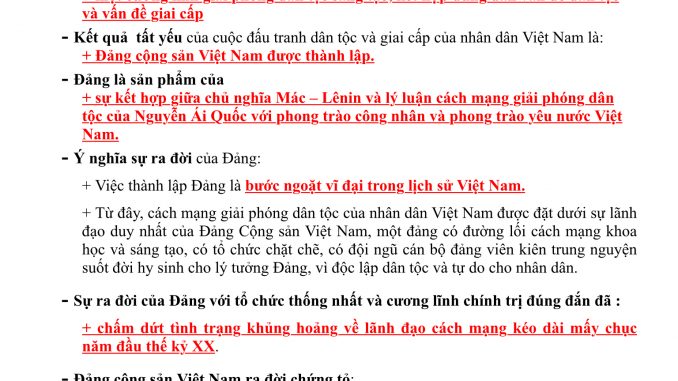 và vấn đề giai cấp
- Kết quả tất yếu của cuộc đấu tranh dân tộc và giai cấp của nhân dân Việt Nam là:
+ Đảng cộng sản Việt Nam được thành lập.
- Đảng là sản phẩm của
+ sự kết hợp giữa chủ nghĩa Mác – Lênin và lý luận cách mạng giải phóng dân
tộc của Nguyễn Ái Quốc với phong trào công nhân và phong trào yêu nước Việt
Nam.
- Ý nghĩa sự ra đời của Đảng:
+ Việc thành lập Đảng là bước ngoặt vĩ đại trong lịch sử Việt Nam.
+ Từ đây, cách mạng giải phóng dân tộc của nhân dân Việt Nam được đặt dưới sự lãnh
đạo duy nhất của Đảng Cộng sản Việt Nam, một đảng có đường lối cách mạng khoa
học và sáng tạo, có tổ chức chặt chẽ, có đội ngũ cán bộ đảng viên kiên trung nguyện
suốt đời hy sinh cho lý tưởng Đảng, vì độc lập dân tộc và tự do cho nhân dân.
- Sự ra đời của Đảng với tổ chức thống nhất và cương lĩnh chính trị đúng đắn đã :
+ chấm dứt tình trạng khủng hoảng về lãnh đạo cách mạng kéo dài mấy chục
năm đầu thế kỷ XX.
- Đảng cộng sản Việt Nam ra đời chứng tỏ: